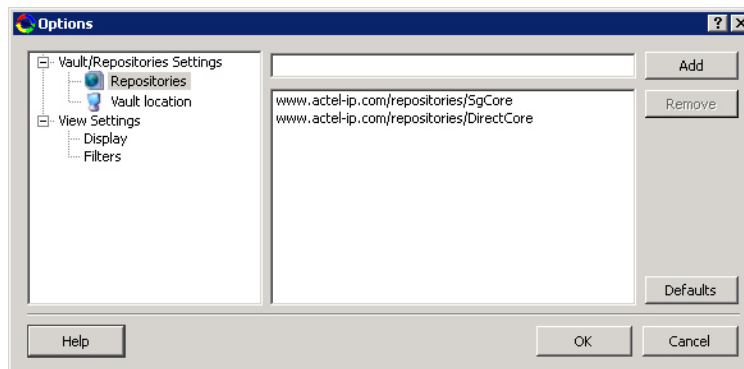 Options
Vault/Repositories Settings
Repositories
Vault location
View Settings
Display
Filters
Add
www.actel-ip.com/repositories/SgCore
www.actel-ip.com/repositories/DirectCore
Remove
Defaults
Help
OK
Cancel